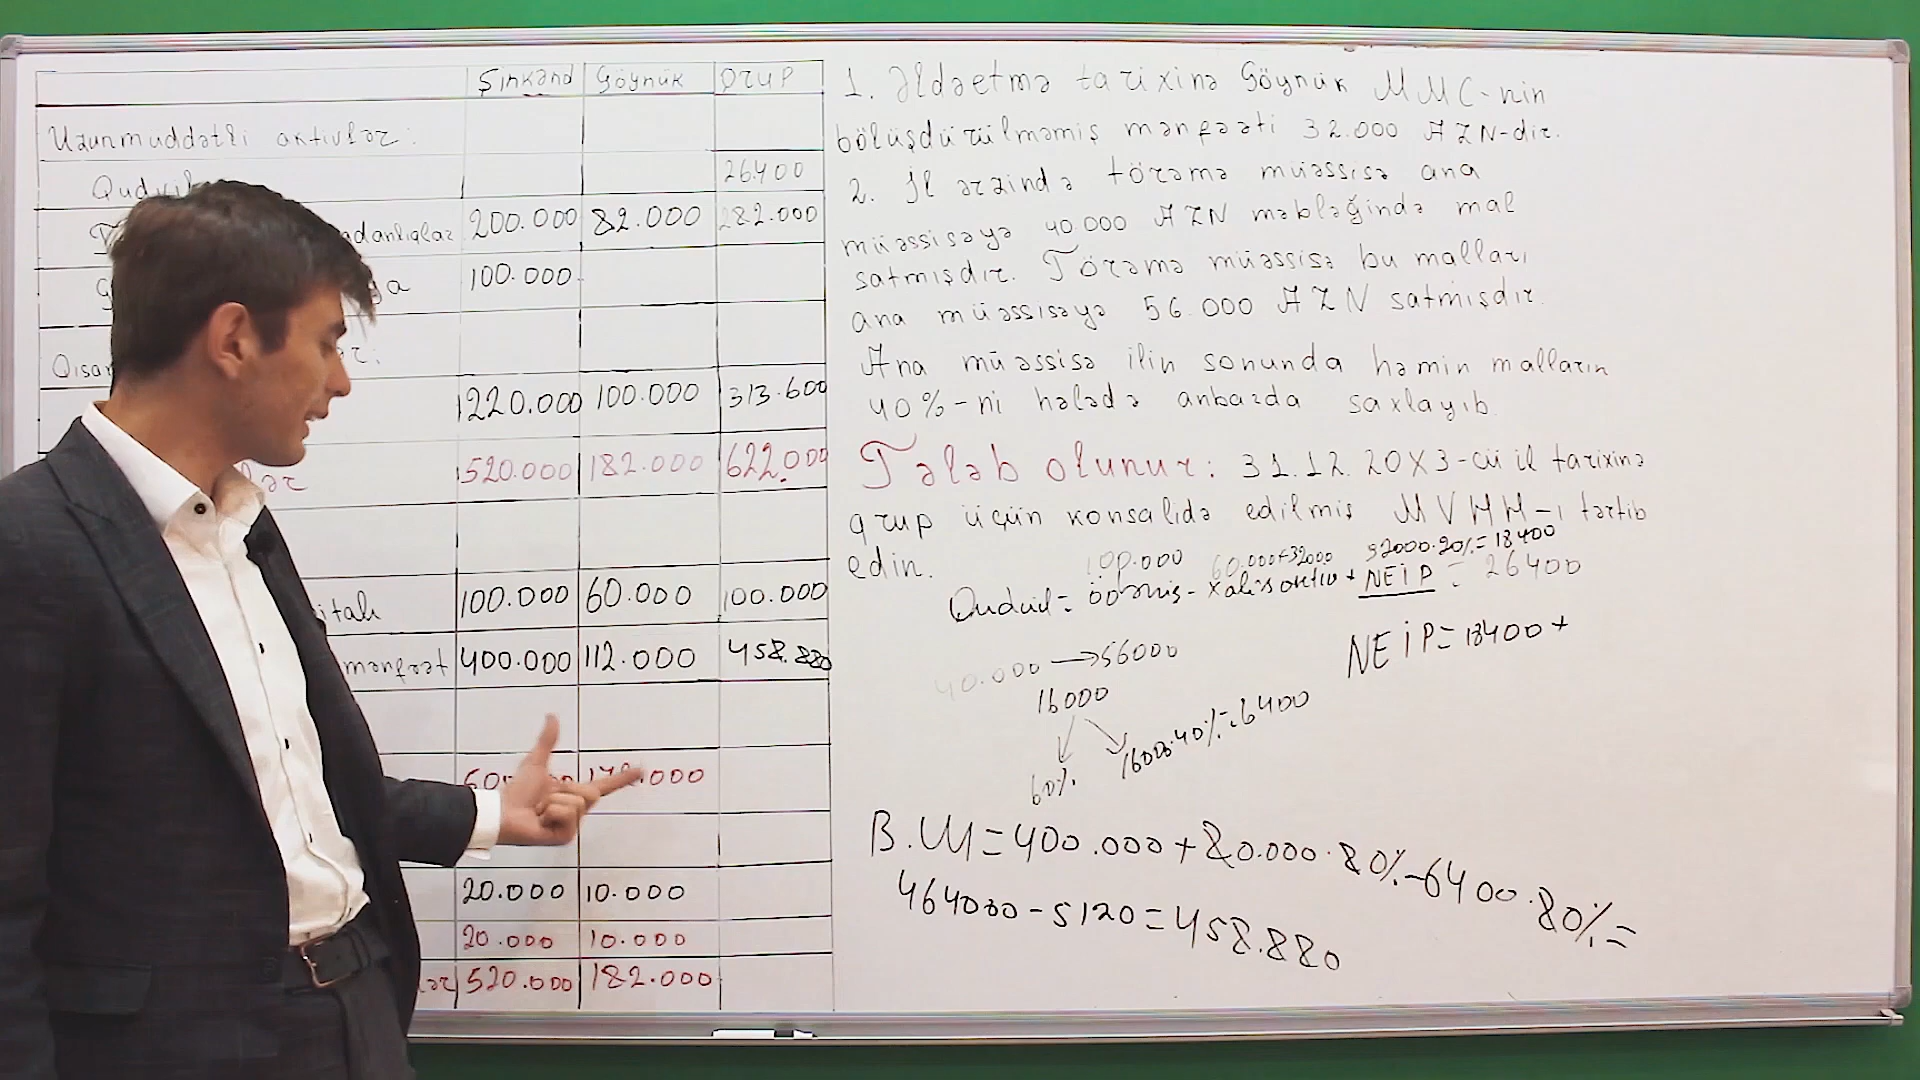 Şınkənd Göynük Qrup
Uzunmüddətli aktivlər:
26.400
adanlıqlar 200.000 82.000 282.000
100.000
1220.000 100.000 313.600
520.000 182.000 622.000
100.000 60.000 100.000
mənfəət 400.000 112.000 458.880
20.000 10.000
20.000 10.000
520.000 182.000
1. Əldəetmə tarixinə Göynük MMC-nin
bölüşdürülməmiş mənfəəti 32.000 AZN-dir.
2. İl ərzində törəmə müəssisə ana
müəssisəyə 40.000 AZN məbləğində mal
satmışdır. Törəmə müəssisə bu malları
ana müəssisəyə 56.000 AZN satmışdır.
Ana müəssisə ilin sonunda həmin malların
40%-ni hələdə anbarda saxlayıb.
Tələb olunur: 31.12.20X3-cü il tarixinə
qrup üçün konsalidə edilmiş MVHH-ı tərtib
edin.
100.000 60.000+32000 92000.20%=18400
Qudvil= ödəmiş - xalis aktiv + NEİP = 26400
NEİP=18400+
40.000 → 56000
16000
60% 16000.40%=6400
B.M=400.000+80.000.80%-6400.80%=
464000-5120=458.880